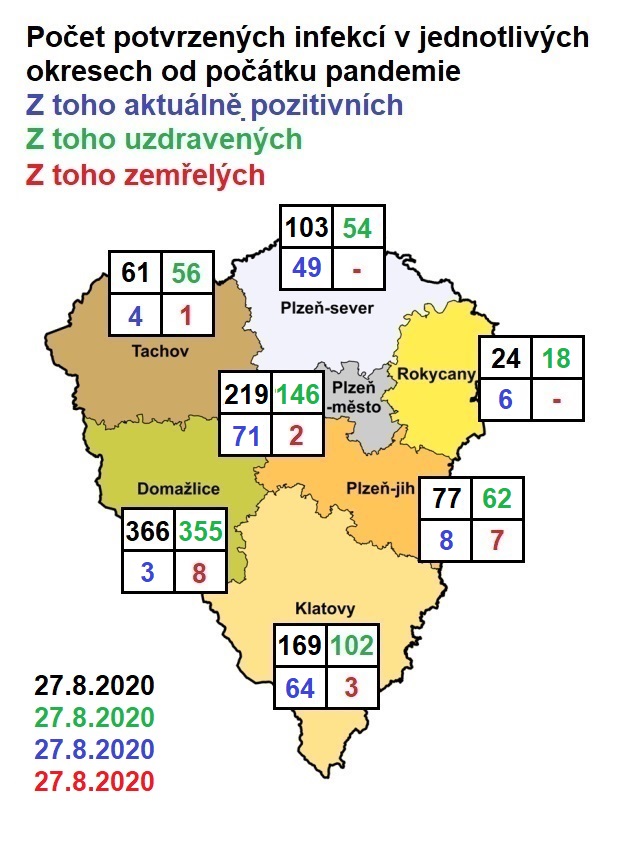 Počet potvrzených infekcí v jednotlivých
okresech od počátku pandemie
Z toho aktuálně pozitivních
Z toho uzdravených
Z toho zemřelých
103 54
49 -
Plzeň-sever
61 56
4 1
Tachov
24 18
6 -
Rokycany
219 146
71 2
Plzeň
-město
Domažlice
366 355
3 8
Plzeň-jih
77 62
8 7
Klatovy
169 102
64 3
27.8.2020
27.8.2020
27.8.2020
27.8.2020